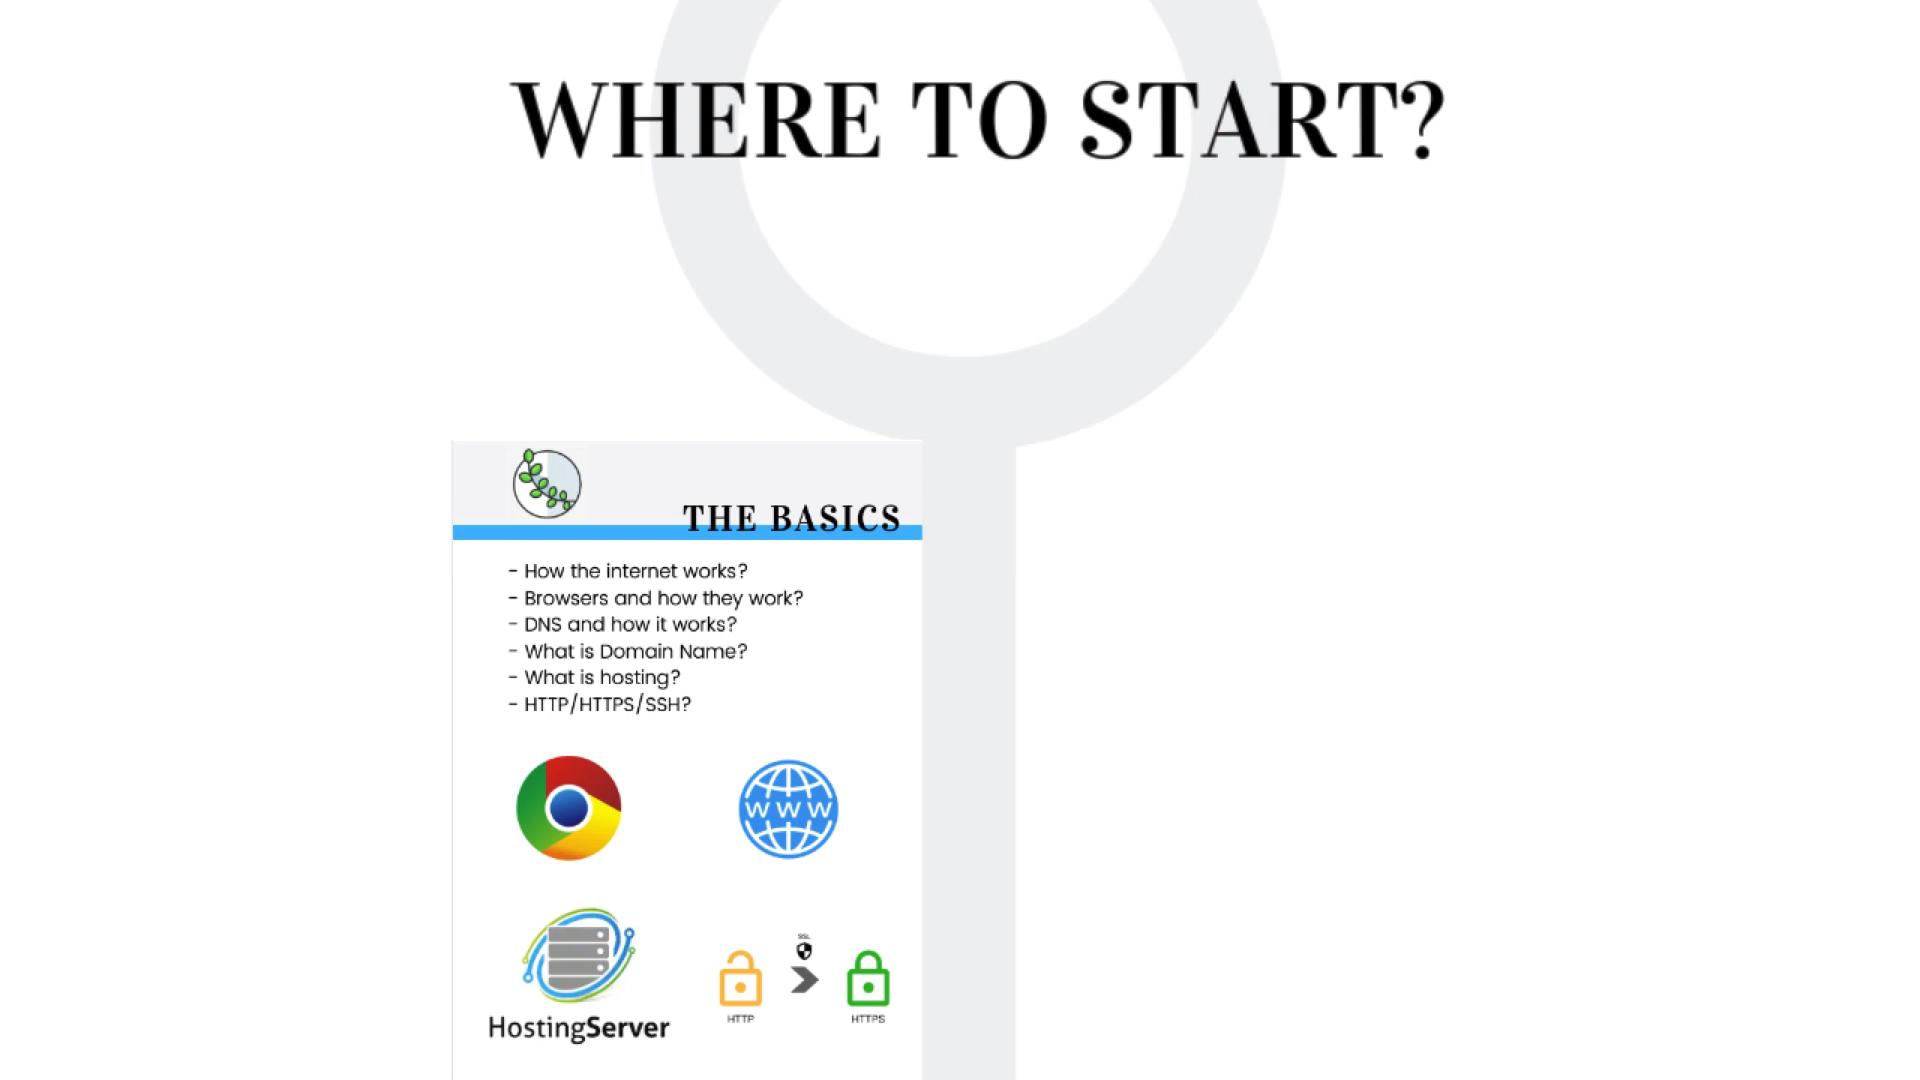 WHERE TO START?
THE BASICS
- How the internet works?
- Browsers and how they work?
- DNS and how it works?
- What is Domain Name?
- What is hosting?
- HTTP/HTTPS/SSH?
WWW
SSL
HTTP
HTTPS
HostingServer